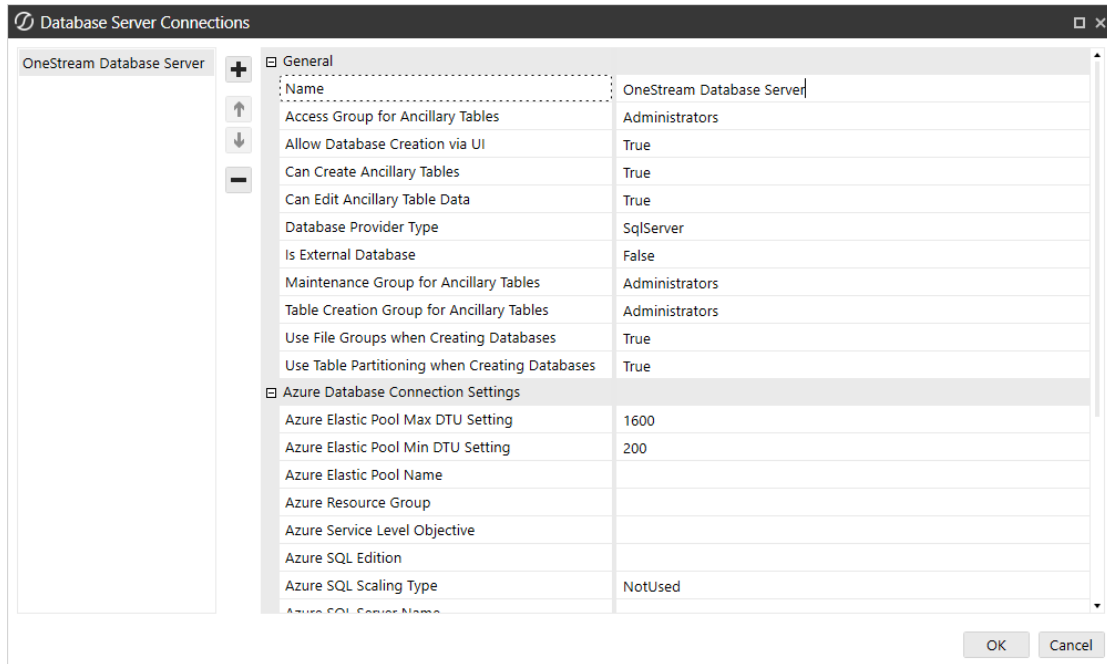 Database Server Connections
OneStream Database Server
General
Name OneStream Database Server
Access Group for Ancillary Tables Administrators
Allow Database Creation via UI True
Can Create Ancillary Tables True
Can Edit Ancillary Table Data True
Database Provider Type SqlServer
Is External Database False
Maintenance Group for Ancillary Tables Administrators
Table Creation Group for Ancillary Tables Administrators
Use File Groups when Creating Databases True
Use Table Partitioning when Creating Databases True
Azure Database Connection Settings
Azure Elastic Pool Max DTU Setting 1600
Azure Elastic Pool Min DTU Setting 200
Azure Elastic Pool Name
Azure Resource Group
Azure Service Level Objective
Azure SQL Edition
Azure SQL Scaling Type NotUsed
Azure SQL Server Name
OK Cancel